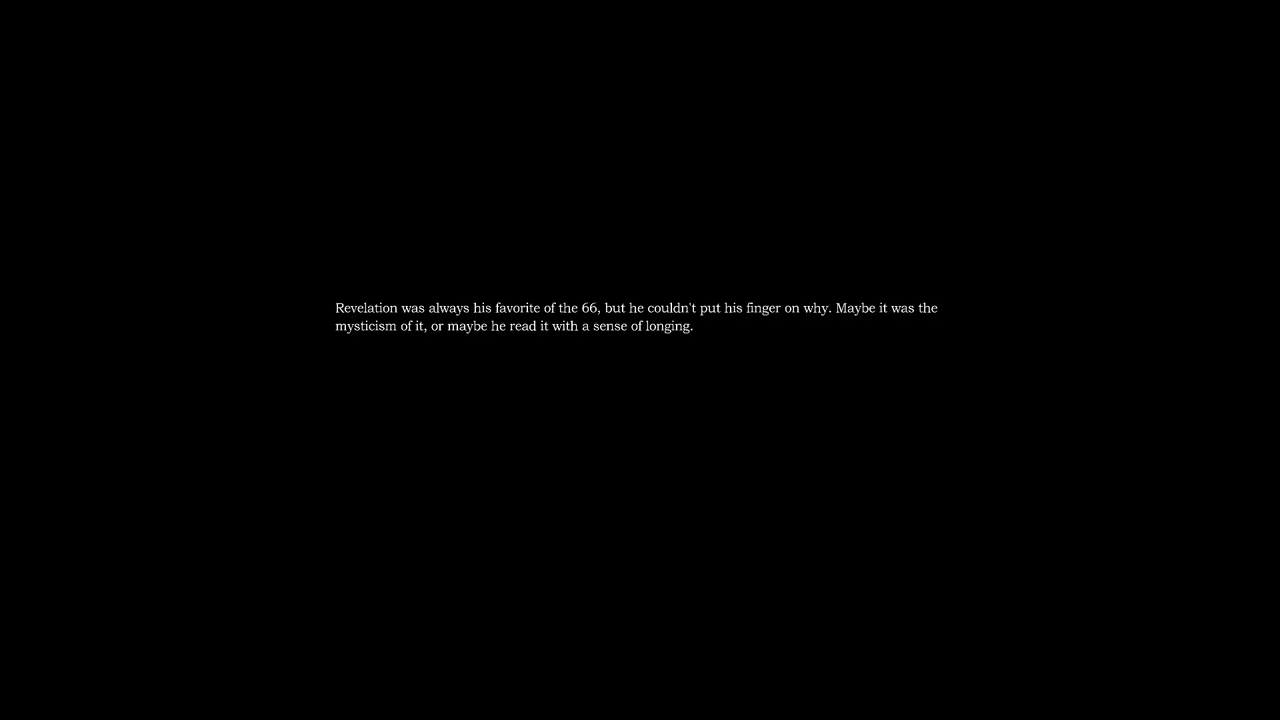 Revelation was always his favorite of the 66, but he couldn't put his finger on why. Maybe it was the
mysticism of it, or maybe he read it with a sense of longing.